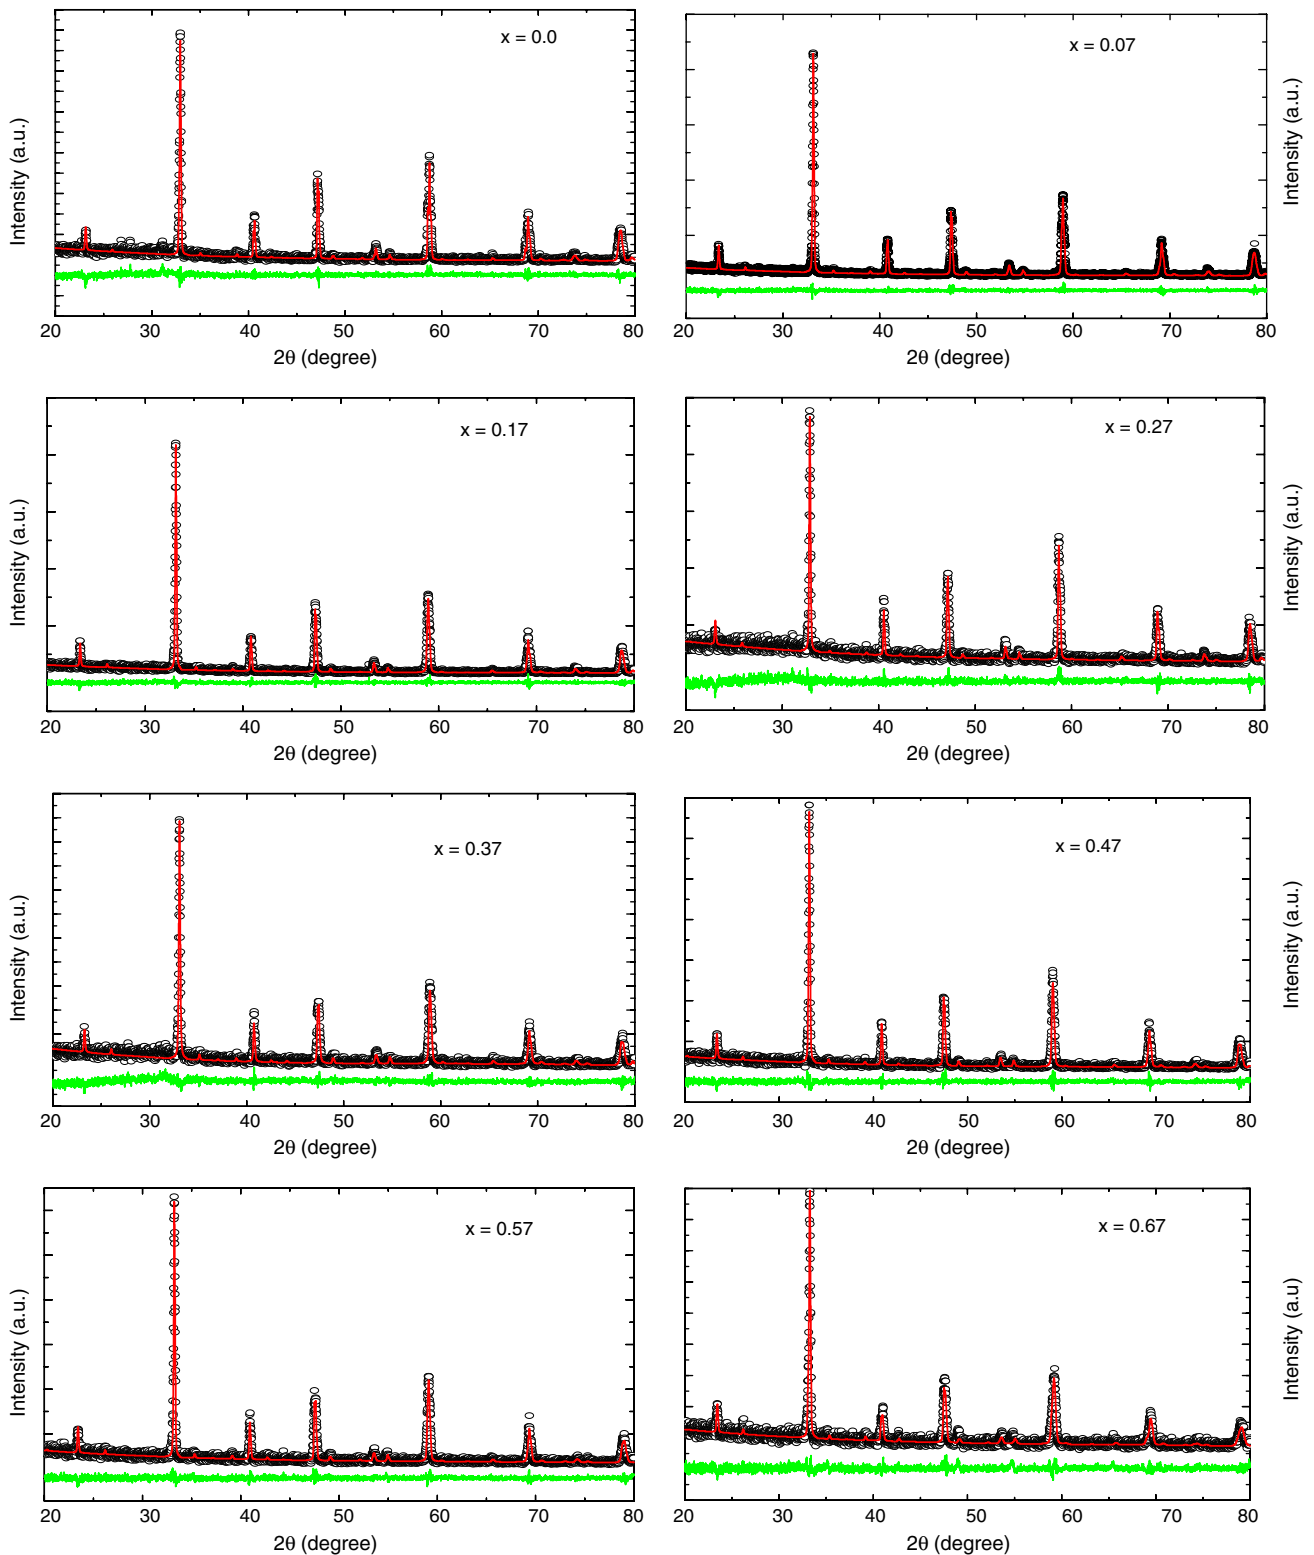 x = 0.0
Intensity (a.u.)
20 30 40 50 60 70 80
2θ (degree)
x = 0.07
Intensity (a.u.)
20 30 40 50 60 70 80
2θ (degree)
x = 0.17
Intensity (a.u.)
20 30 40 50 60 70 80
2θ (degree)
x = 0.27
Intensity (a.u.)
20 30 40 50 60 70 80
2θ (degree)
x = 0.37
Intensity (a.u.)
20 30 40 50 60 70 80
2θ (degree)
x = 0.47
Intensity (a.u.)
20 30 40 50 60 70 80
2θ (degree)
x = 0.57
Intensity (a.u.)
20 30 40 50 60 70 80
2θ (degree)
x = 0.67
Intensity (a.u)
20 30 40 50 60 70 80
2θ (degree)